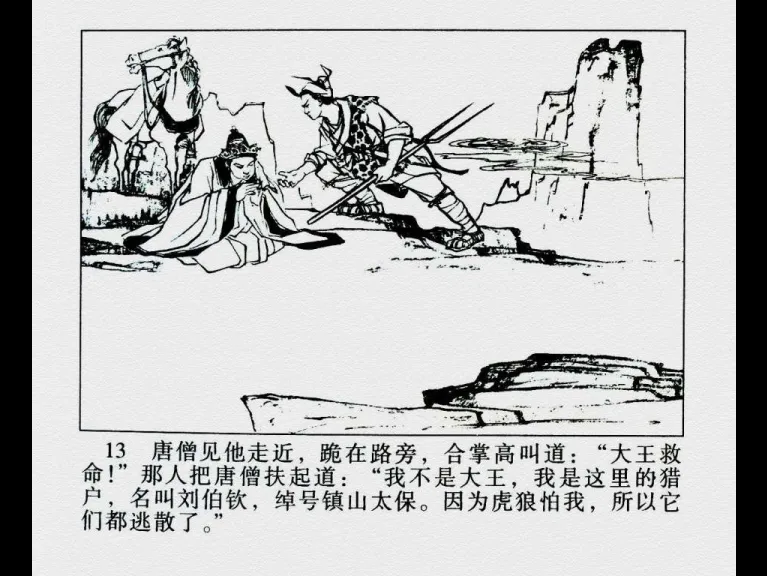 13 唐僧见他走近，跪在路旁，合掌高叫道：“大王救
命！”那人把唐僧扶起道：“我不是大王，我是这里的猎
户，名叫刘伯钦，绰号镇山太保。因为虎狼怕我，所以它
们都逃散了。”